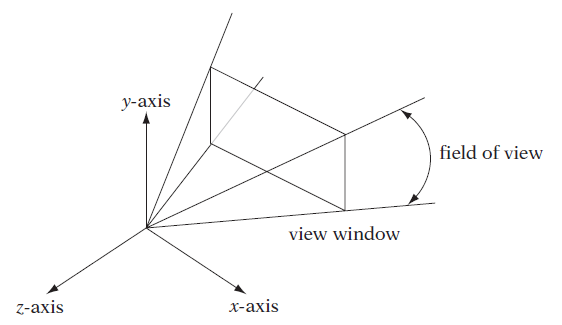 y-axis
field of view
view window
z-axis
x-axis